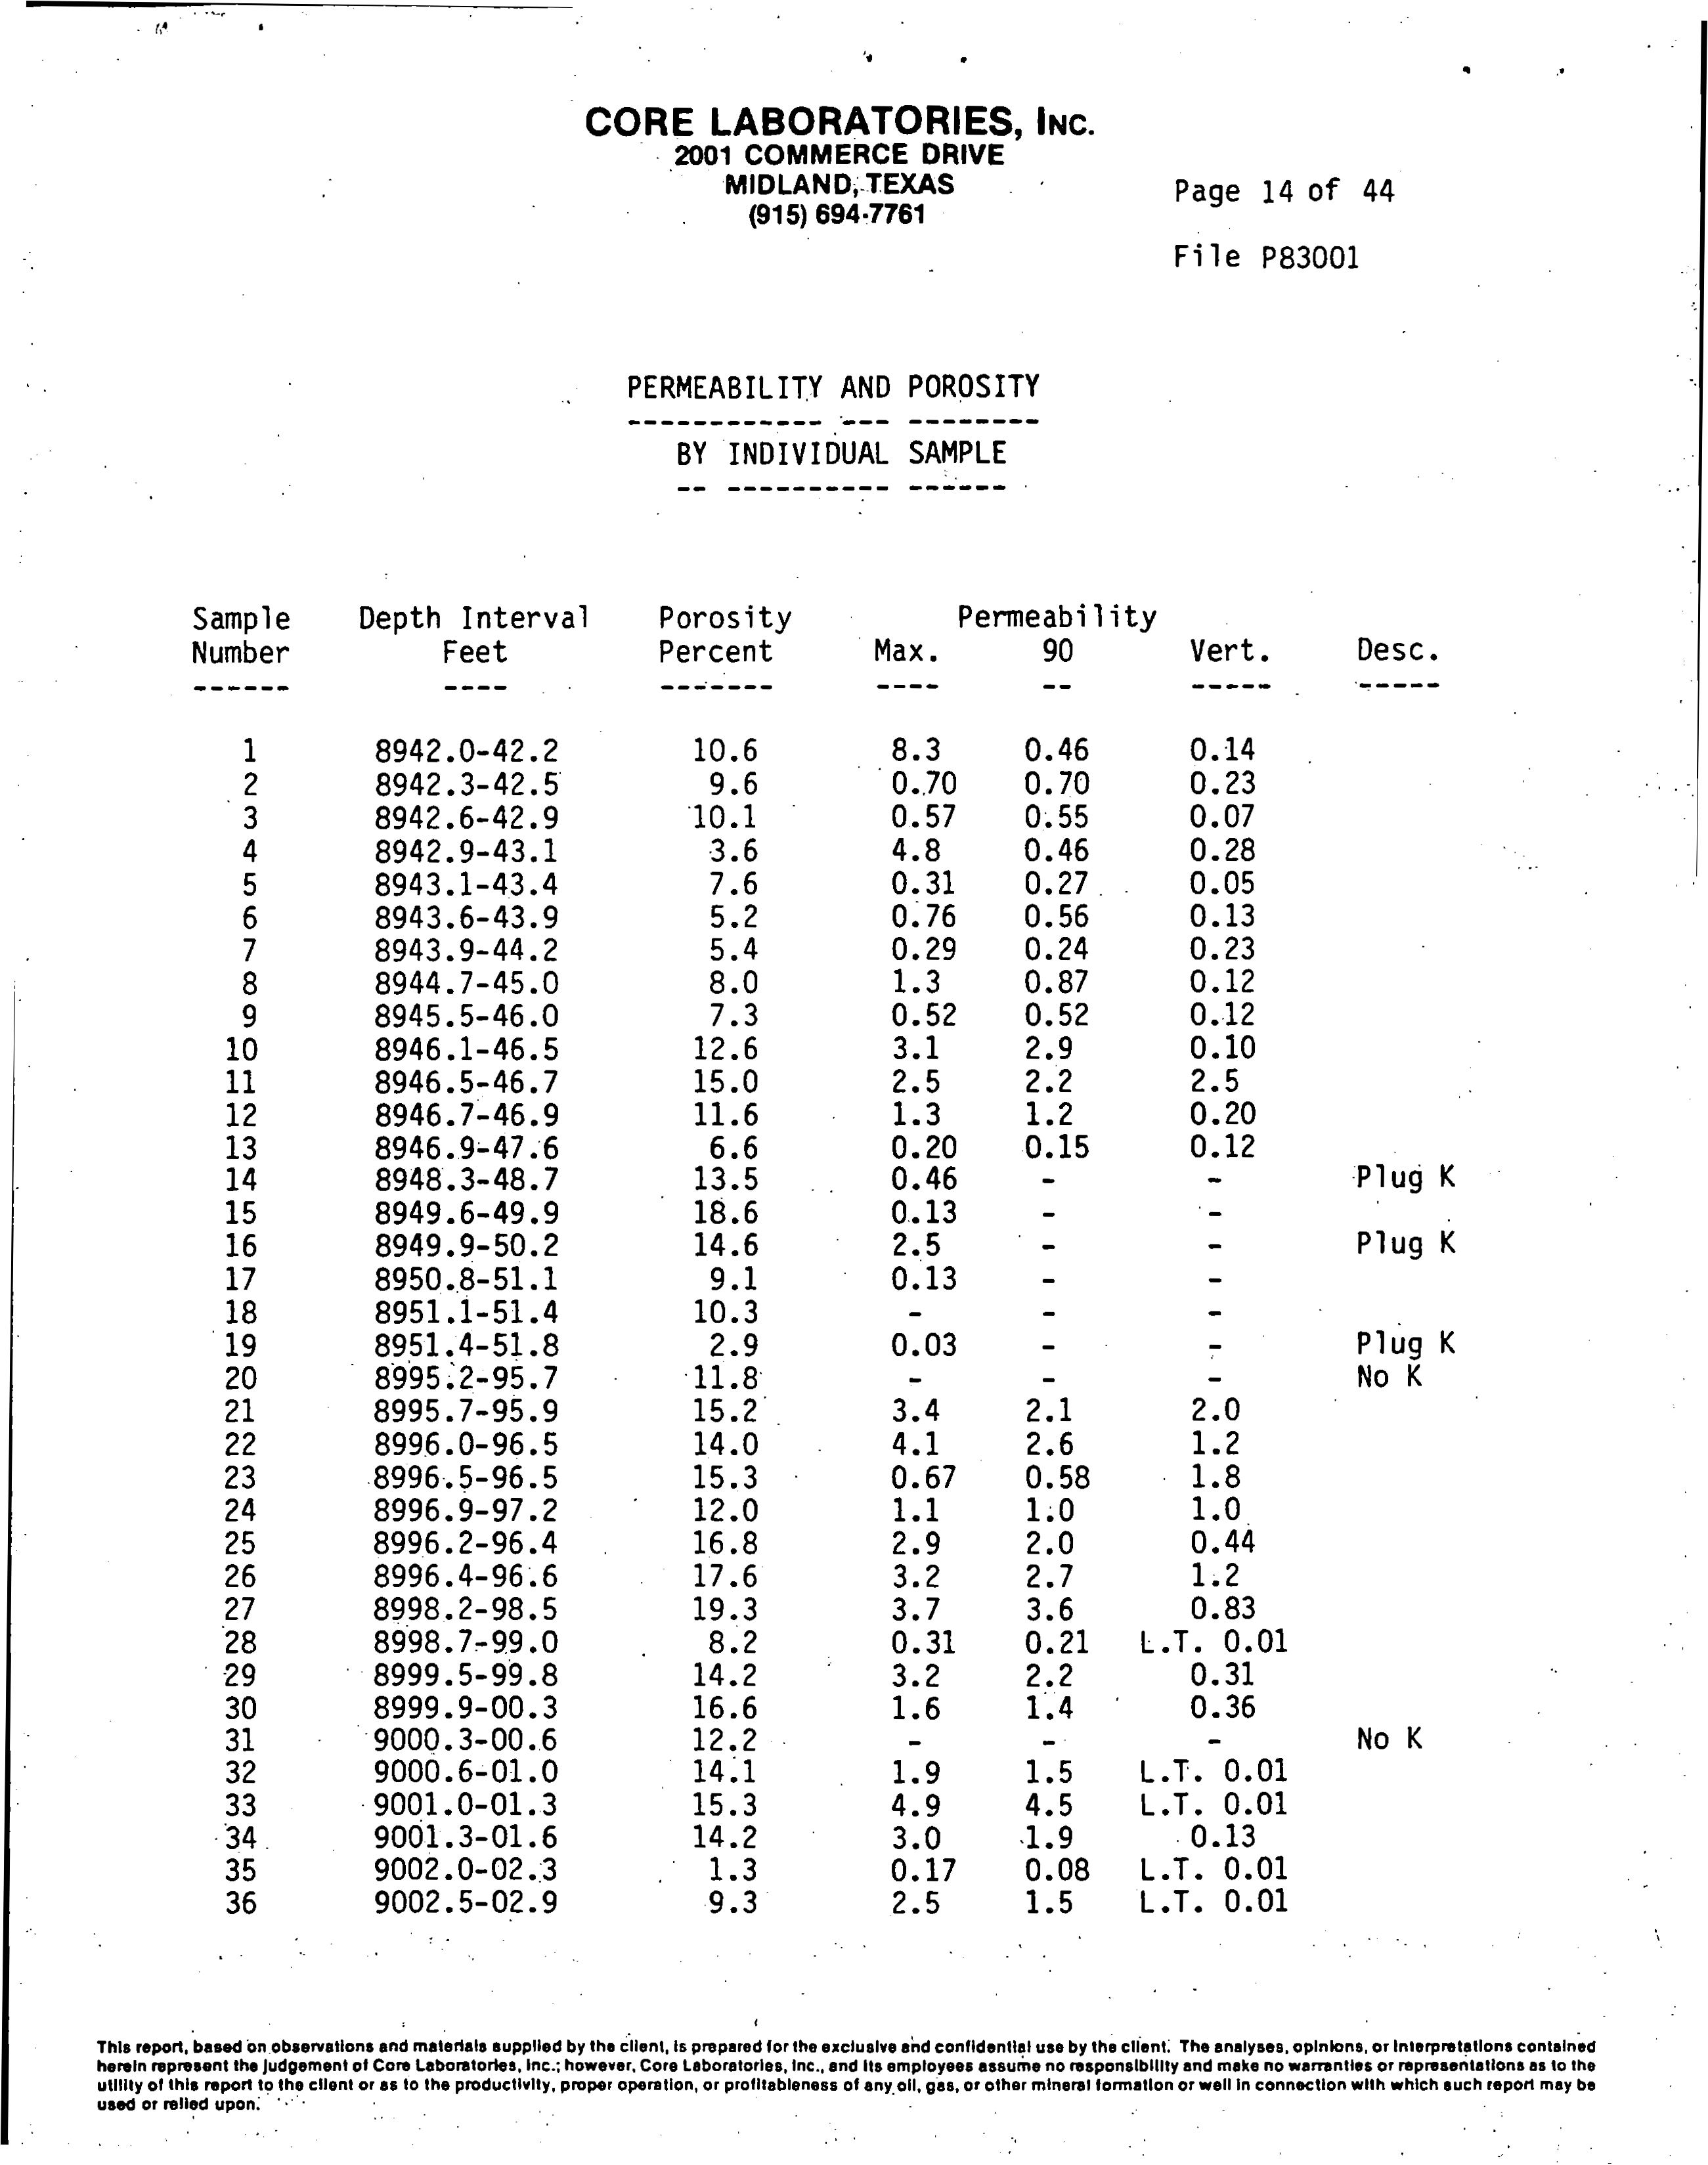 CORE LABORATORIES, INC.
2001 COMMERCE DRIVE
MIDLAND, TEXAS
(915) 694-7761
Page 14 of 44
File P83001
PERMEABILITY AND POROSITY
------------ --- --------
BY INDIVIDUAL SAMPLE
-- ---------- ------
Sample Depth Interval Porosity Permeability
Number Feet Percent Max. 90 Vert. Desc.
------ ---- ------- ---- -- ----- -----
1 8942.0-42.2 10.6 8.3 0.46 0.14
2 8942.3-42.5 9.6 0.70 0.70 0.23
3 8942.6-42.9 10.1 0.57 0.55 0.07
4 8942.9-43.1 3.6 4.8 0.46 0.28
5 8943.1-43.4 7.6 0.31 0.27 0.05
6 8943.6-43.9 5.2 0.76 0.56 0.13
7 8943.9-44.2 5.4 0.29 0.24 0.23
8 8944.7-45.0 8.0 1.3 0.87 0.12
9 8945.5-46.0 7.3 0.52 0.52 0.12
10 8946.1-46.5 12.6 3.1 2.9 0.10
11 8946.5-46.7 15.0 2.5 2.2 2.5
12 8946.7-46.9 11.6 1.3 1.2 0.20
13 8946.9-47.6 6.6 0.20 0.15 0.12
14 8948.3-48.7 13.5 0.46 - - Plug K
15 8949.6-49.9 18.6 0.13 - -
16 8949.9-50.2 14.6 2.5 - - Plug K
17 8950.8-51.1 9.1 0.13 - -
18 8951.1-51.4 10.3 - - -
19 8951.4-51.8 2.9 0.03 - - Plug K
20 8995.2-95.7 11.8 - - - No K
21 8995.7-95.9 15.2 3.4 2.1 2.0
22 8996.0-96.5 14.0 4.1 2.6 1.2
23 8996.5-96.5 15.3 0.67 0.58 1.8
24 8996.9-97.2 12.0 1.1 1.0 1.0
25 8996.2-96.4 16.8 2.9 2.0 0.44
26 8996.4-96.6 17.6 3.2 2.7 1.2
27 8998.2-98.5 19.3 3.7 3.6 0.83
28 8998.7-99.0 8.2 0.31 0.21 L.T. 0.01
29 8999.5-99.8 14.2 3.2 2.2 0.31
30 8999.9-00.3 16.6 1.6 1.4 0.36
31 9000.3-00.6 12.2 - - - No K
32 9000.6-01.0 14.1 1.9 1.5 L.T. 0.01
33 9001.0-01.3 15.3 4.9 4.5 L.T. 0.01
34 9001.3-01.6 14.2 3.0 1.9 0.13
35 9002.0-02.3 1.3 0.17 0.08 L.T. 0.01
36 9002.5-02.9 9.3 2.5 1.5 L.T. 0.01
This report, based on observations and materials supplied by the client, is prepared for the exclusive and confidential use by the client. The analyses, opinions, or interpretations contained
herein represent the judgement of Core Laboratories, Inc.; however, Core Laboratories, Inc., and its employees assume no responsibility and make no warranties or representations as to the
utility of this report to the client or as to the productivity, proper operation, or profitableness of any oil, gas, or other mineral formation or well in connection with which such report may be
used or relied upon.